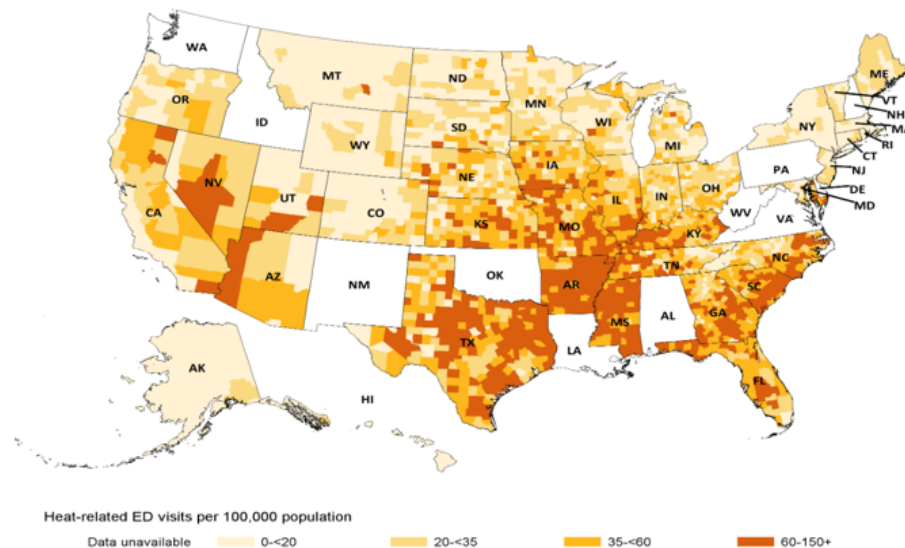 WA
MT
ND
ME
OR
MN
VT
ID
NH
SD
WI
NY
MA
WY
MI
RI
CT
IA
NE
PA
NJ
NV
OH
UT
IL
IN
DE
CA
CO
WV
MD
KS
MO
VA
KY
AZ
TN
NC
NM
OK
AR
SC
MS
AL
GA
TX
LA
AK
FL
HI
Heat-related ED visits per 100,000 population
Data unavailable 0-<20 20-<35 35-<60 60-150+